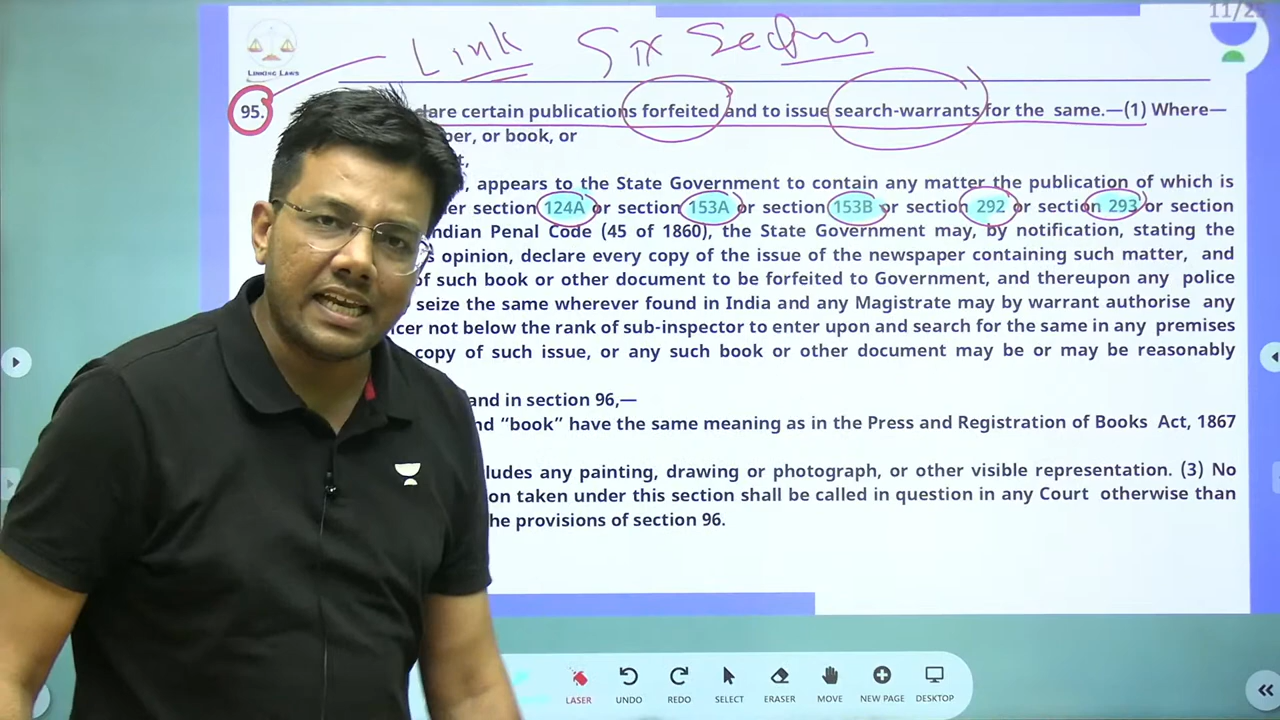 11/25
Link Six Sections
LINKING LAWS
95. lare certain publications forfeited and to issue search-warrants for the same.—(1) Where—
per, or book, or
t,
, appears to the State Government to contain any matter the publication of which is
er section 124A or section 153A or section 153B or section 292 or section 293 or section
ndian Penal Code (45 of 1860), the State Government may, by notification, stating the
s opinion, declare every copy of the issue of the newspaper containing such matter, and
of such book or other document to be forfeited to Government, and thereupon any police
seize the same wherever found in India and any Magistrate may by warrant authorise any
icer not below the rank of sub-inspector to enter upon and search for the same in any premises
copy of such issue, or any such book or other document may be or may be reasonably
and in section 96,—
nd “book” have the same meaning as in the Press and Registration of Books Act, 1867
ludes any painting, drawing or photograph, or other visible representation. (3) No
on taken under this section shall be called in question in any Court otherwise than
he provisions of section 96.
LASER UNDO REDO SELECT ERASER MOVE NEW PAGE DESKTOP